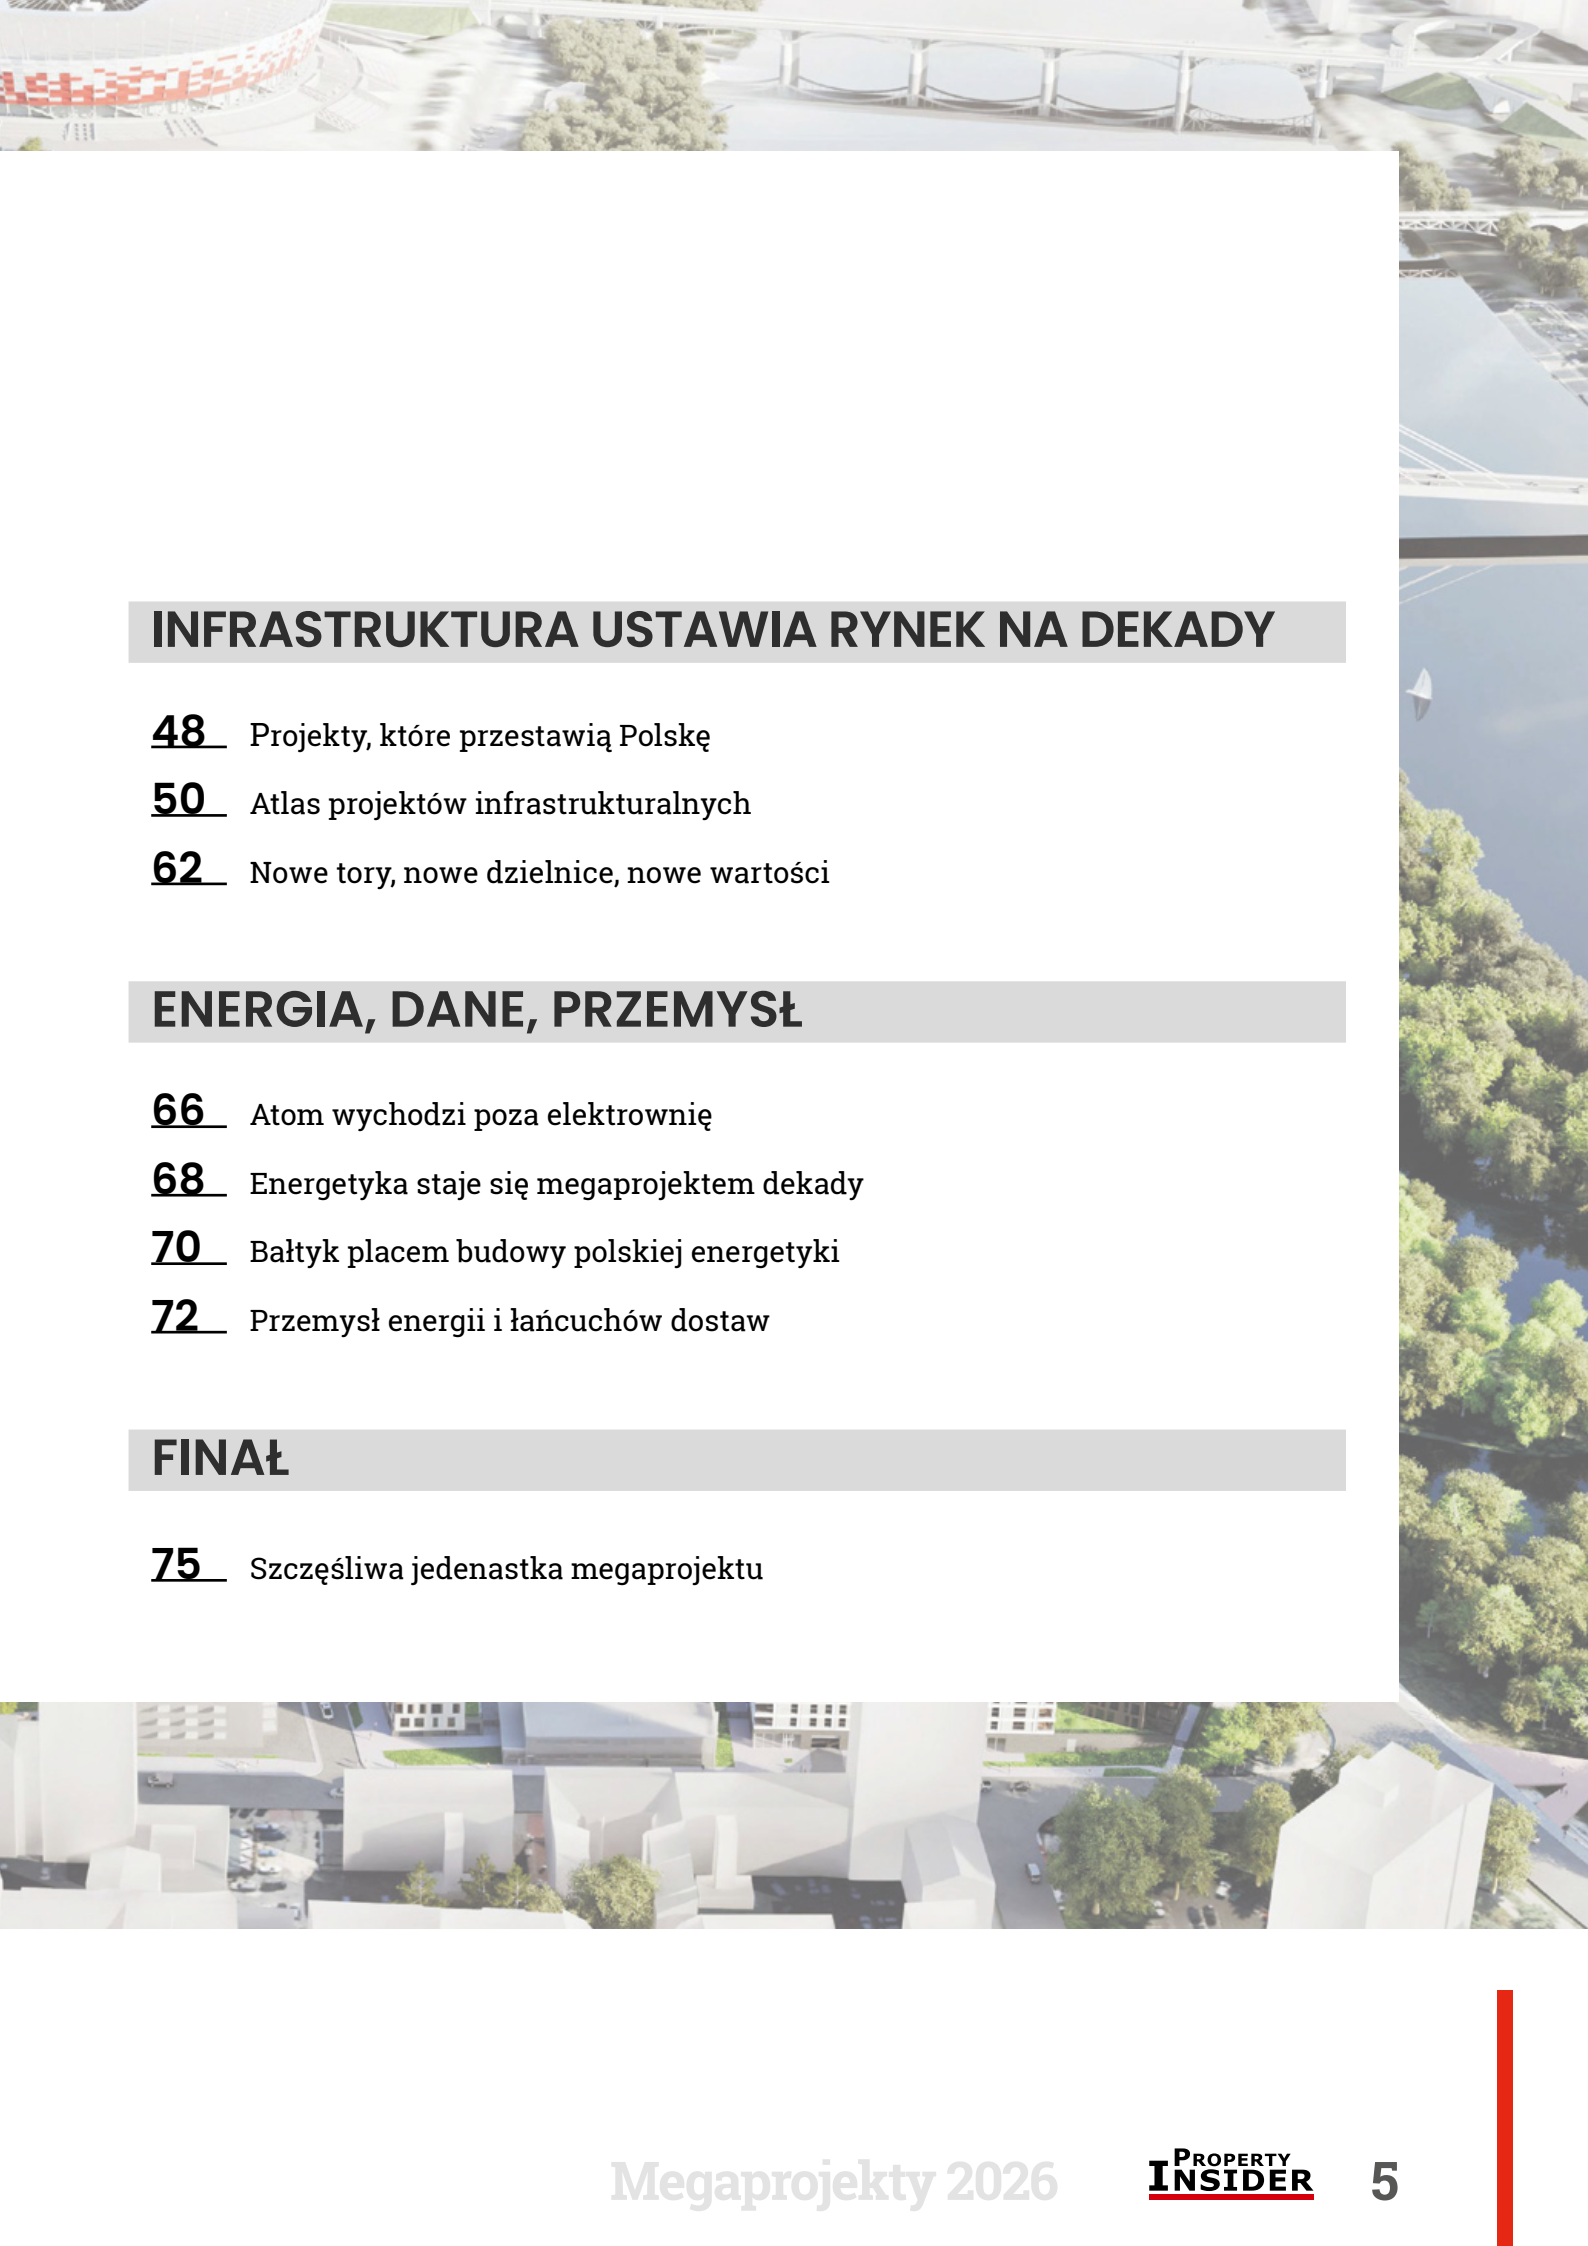 INFRASTRUKTURA USTAWIA RYNEK NA DEKADY
48 Projekty, które przestawią Polskę
50 Atlas projektów infrastrukturalnych
62 Nowe tory, nowe dzielnice, nowe wartości
ENERGIA, DANE, PRZEMYSŁ
66 Atom wychodzi poza elektrownię
68 Energetyka staje się megaprojektem dekady
70 Bałtyk placem budowy polskiej energetyki
72 Przemysł energii i łańcuchów dostaw
FINAŁ
75 Szczęśliwa jedenastka megaprojektu
Megaprojekty 2026
PROPERTY
INSIDER
5